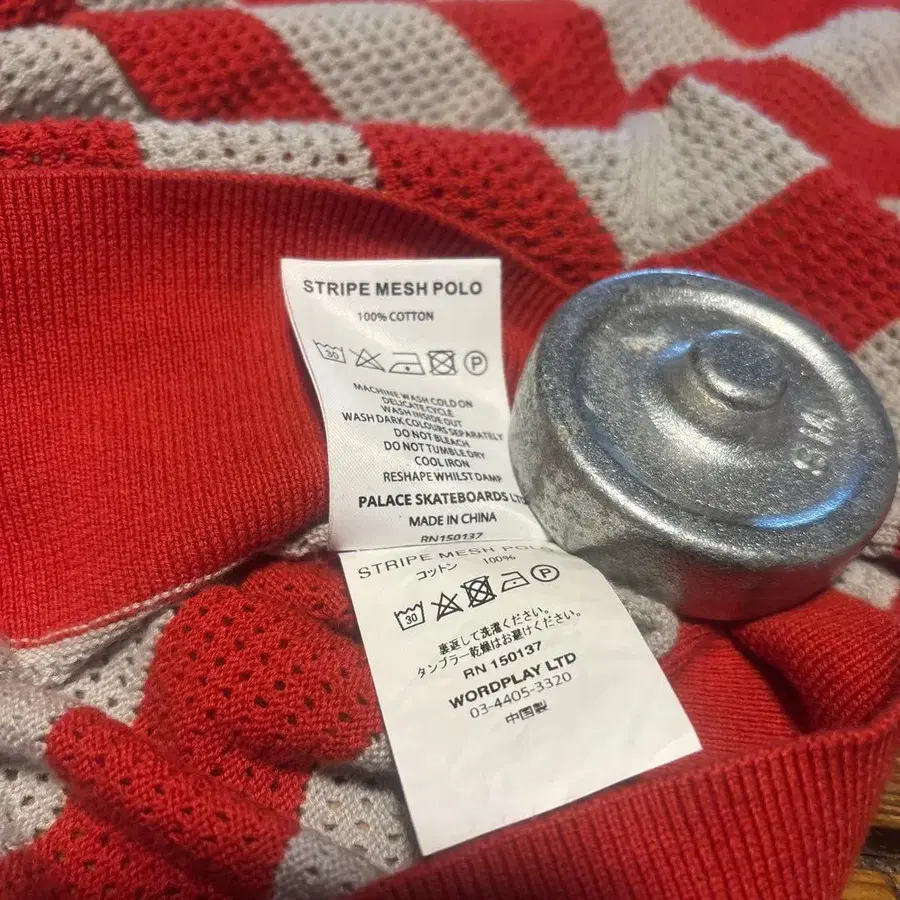 STRIPE MESH POLO
100% COTTON
30
P
MACHINE WASH COLD ON
DELICATE CYCLE
WASH INSIDE OUT
WASH DARK COLOURS SEPARATELY
DO NOT BLEACH
DO NOT TUMBLE DRY
COOL IRON
RESHAPE WHILST DAMP
PALACE SKATEBOARDS LTD
MADE IN CHINA
RN150137
STRIPE MESH POLO
コットン 100%
30
P
裏返して洗濯ください。
タンブラー乾燥はお避けください。
RN 150137
WORDPLAY LTD
03-4405-3320
中国製